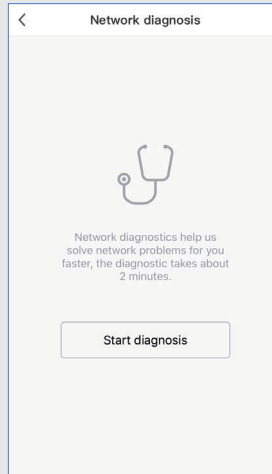 Network diagnosis
Network diagnostics help us
solve network problems for you
faster, the diagnostic takes about
2 minutes.
Start diagnosis